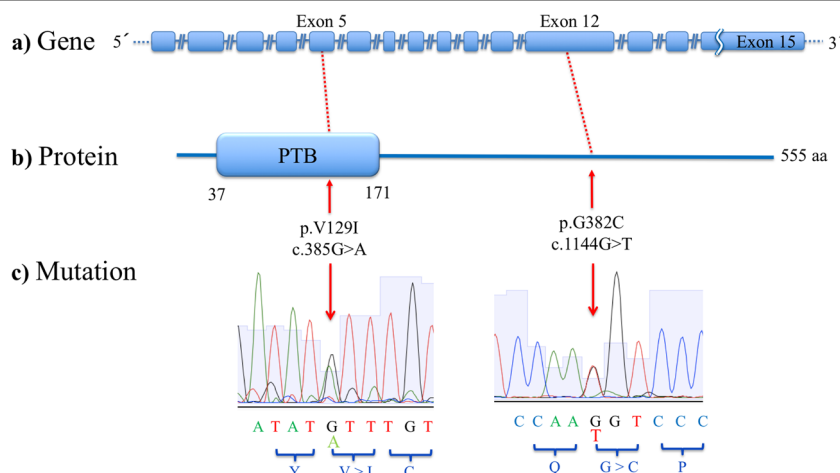 Exon 5
Exon 12
a) Gene
5´
Exon 15
3´
b) Protein
PTB
555 aa
37
171
p.V129I
c.385G>A
p.G382C
c.1144G>T
c) Mutation
A T A T G T T T G T
A
C C A A G G T C C C
T
Y
V > I
C
Q
G > C
P